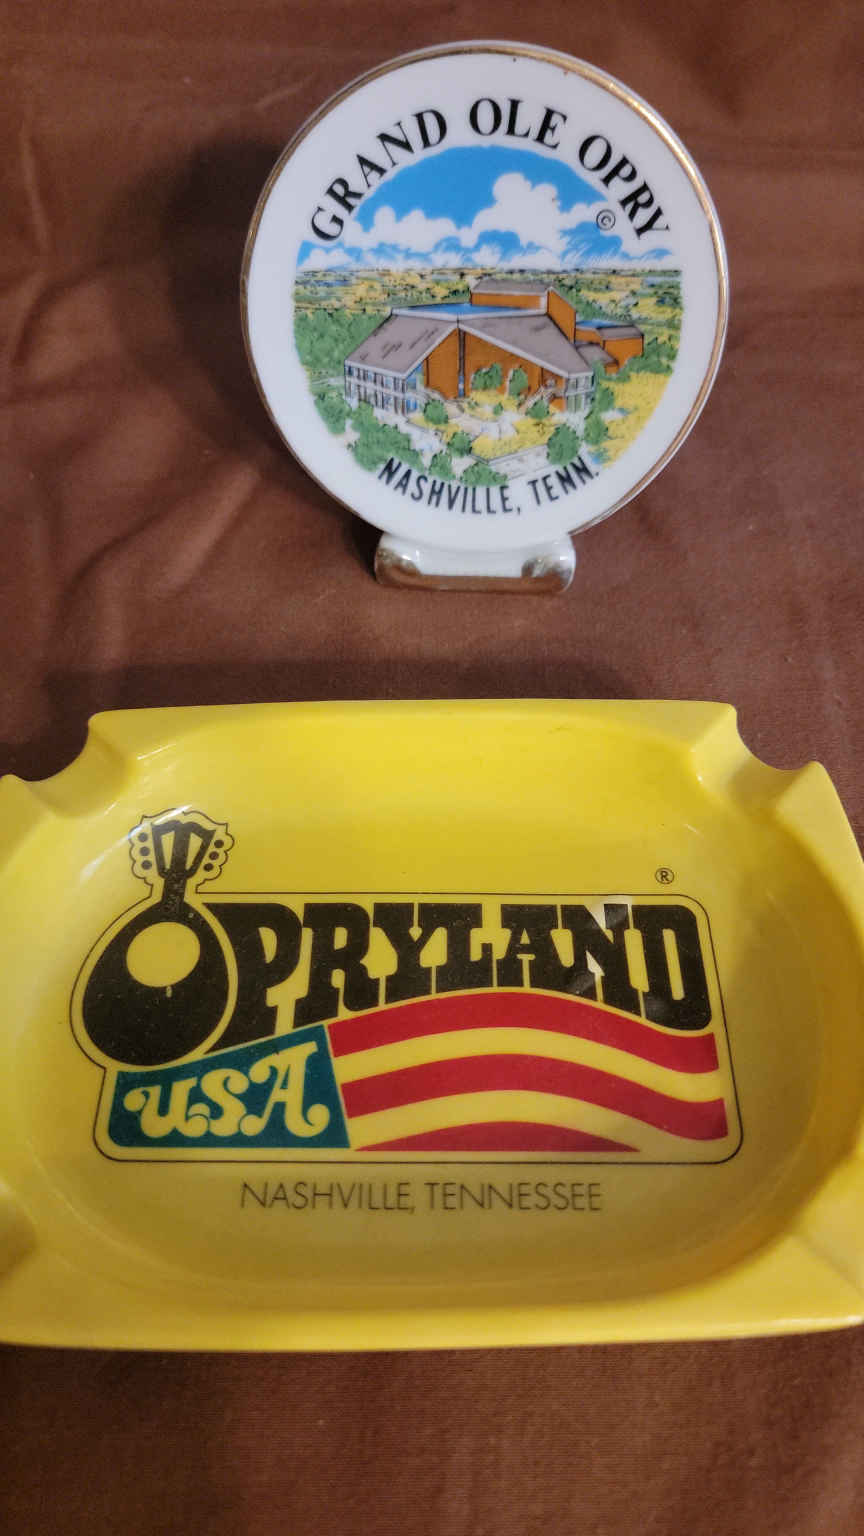 GRAND OLE OPRY
©
NASHVILLE, TENN.
®
OPRYLAND
USA
NASHVILLE, TENNESSEE